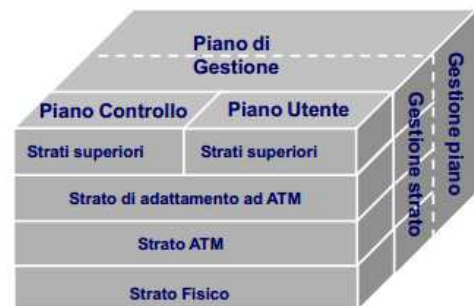 Piano di
Gestione
Piano Controllo
Piano Utente
Strati superiori
Strati superiori
Strato di adattamento ad ATM
Strato ATM
Strato Fisico
Gestione strato
Gestione piano